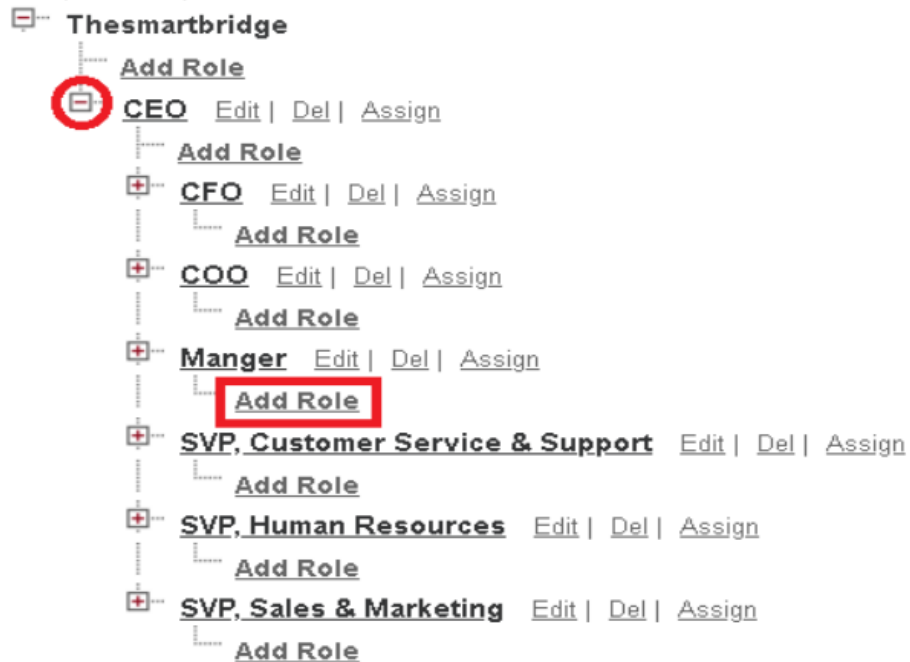 Thesmartbridge
Add Role
CEO Edit | Del | Assign
Add Role
CFO Edit | Del | Assign
Add Role
COO Edit | Del | Assign
Add Role
Manger Edit | Del | Assign
Add Role
SVP, Customer Service & Support Edit | Del | Assign
Add Role
SVP, Human Resources Edit | Del | Assign
Add Role
SVP, Sales & Marketing Edit | Del | Assign
Add Role